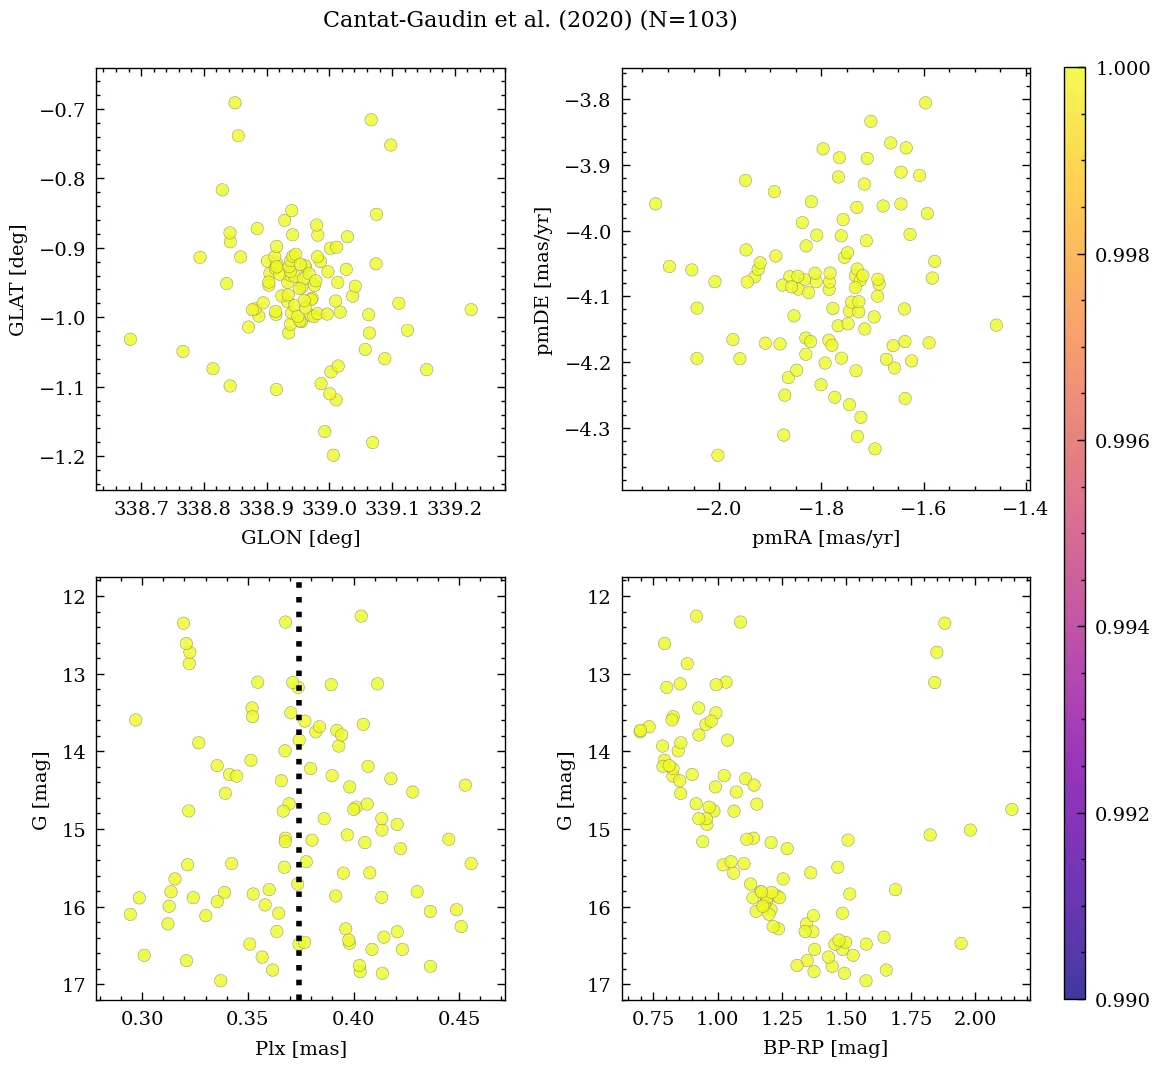 Cantat-Gaudin et al. (2020) (N=103)
−0.7
−0.8
−0.9
−1.0
−1.1
−1.2
GLAT [deg]
338.7 338.8 338.9 339.0 339.1 339.2
GLON [deg]
−3.8
−3.9
−4.0
−4.1
−4.2
−4.3
pmDE [mas/yr]
−2.0 −1.8 −1.6 −1.4
pmRA [mas/yr]
12
13
14
15
16
17
G [mag]
0.30 0.35 0.40 0.45
Plx [mas]
12
13
14
15
16
17
G [mag]
0.75 1.00 1.25 1.50 1.75 2.00
BP-RP [mag]
1.000
0.998
0.996
0.994
0.992
0.990